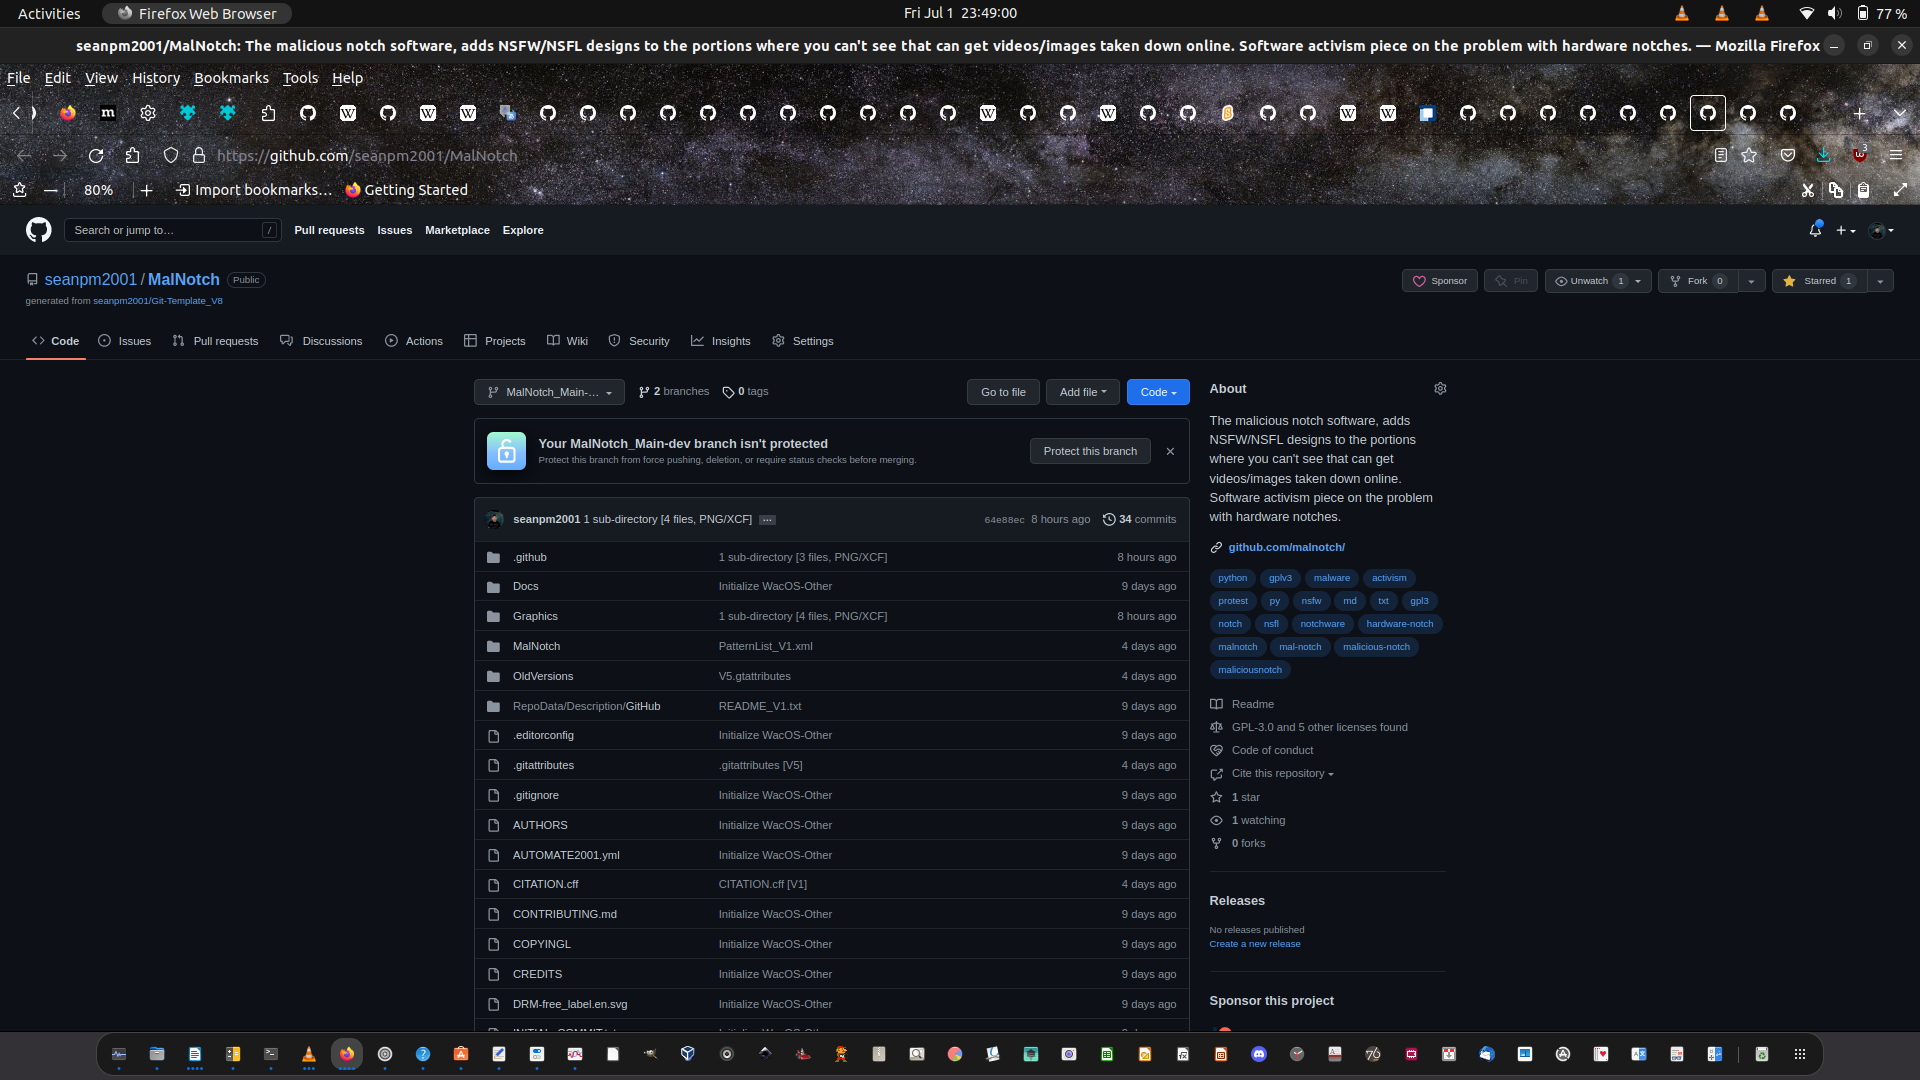 Activities
Firefox Web Browser
Fri Jul 1 23:49:00
77 %
seanpm2001/MalNotch: The malicious notch software, adds NSFW/NSFL designs to the portions where you can't see that can get videos/images taken down online. Software activism piece on the problem with hardware notches. — Mozilla Firefox
File Edit View History Bookmarks Tools Help
https://github.com/seanpm2001/MalNotch
3
80%
Import bookmarks…
Getting Started
Search or jump to…
/
Pull requests Issues Marketplace Explore
seanpm2001 / MalNotch Public
generated from seanpm2001/Git-Template_V8
Sponsor
Pin
Unwatch 1
Fork 0
Starred 1
Code Issues Pull requests Discussions Actions Projects Wiki Security Insights Settings
MalNotch_Main-…
2 branches
0 tags
Go to file
Add file
Code
Your MalNotch_Main-dev branch isn't protected
Protect this branch from force pushing, deletion, or require status checks before merging.
Protect this branch
seanpm2001 1 sub-directory [4 files, PNG/XCF] … 64e88ec 8 hours ago 34 commits
.github 1 sub-directory [3 files, PNG/XCF] 8 hours ago
Docs Initialize WacOS-Other 9 days ago
Graphics 1 sub-directory [4 files, PNG/XCF] 8 hours ago
MalNotch PatternList_V1.xml 4 days ago
OldVersions V5.gtattributes 4 days ago
RepoData/Description/GitHub README_V1.txt 9 days ago
.editorconfig Initialize WacOS-Other 9 days ago
.gitattributes .gitattributes [V5] 4 days ago
.gitignore Initialize WacOS-Other 9 days ago
AUTHORS Initialize WacOS-Other 9 days ago
AUTOMATE2001.yml Initialize WacOS-Other 9 days ago
CITATION.cff CITATION.cff [V1] 4 days ago
CONTRIBUTING.md Initialize WacOS-Other 9 days ago
COPYINGL Initialize WacOS-Other 9 days ago
CREDITS Initialize WacOS-Other 9 days ago
DRM-free_label.en.svg Initialize WacOS-Other 9 days ago
About
The malicious notch software, adds
NSFW/NSFL designs to the portions
where you can't see that can get
videos/images taken down online.
Software activism piece on the problem
with hardware notches.
github.com/malnotch/
python gplv3 malware activism
protest py nsfw md txt gpl3
notch nsfl notchware hardware-notch
malnotch mal-notch malicious-notch
maliciousnotch
Readme
GPL-3.0 and 5 other licenses found
Code of conduct
Cite this repository
1 star
1 watching
0 forks
Releases
No releases published
Create a new release
Sponsor this project